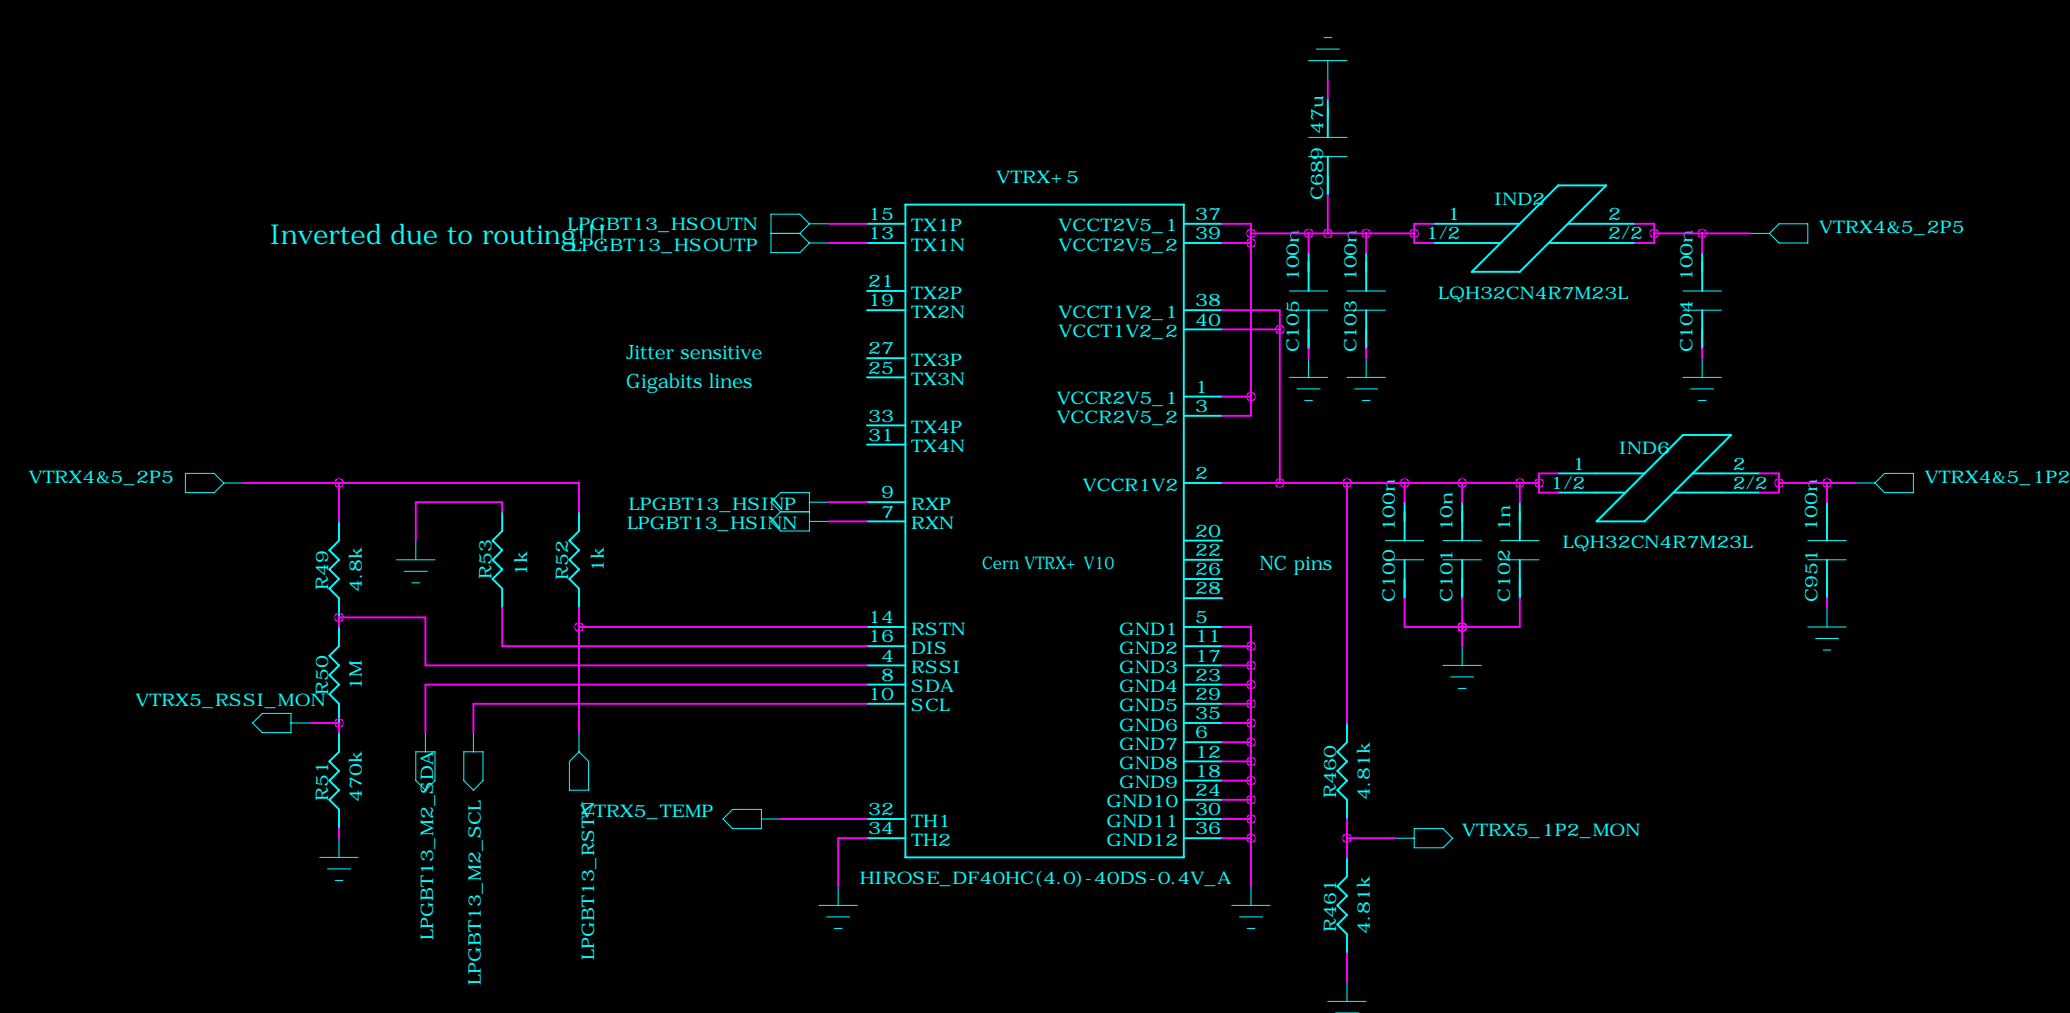 VTRX+ 5
Inverted due to routing!!!
LPGBT13_HSOUTN
LPGBT13_HSOUTP
15 TX1P
13 TX1N
21 TX2P
19 TX2N
27 TX3P
25 TX3N
33 TX4P
31 TX4N
Jitter sensitive
Gigabits lines
LPGBT13_HSINP
LPGBT13_HSINN
9 RXP
7 RXN
Cern VTRX+ V10
14 RSTN
16 DIS
4 RSSI
8 SDA
10 SCL
32 TH1
34 TH2
VCCT2V5_1 37
VCCT2V5_2 39
VCCT1V2_1 38
VCCT1V2_2 40
VCCR2V5_1 1
VCCR2V5_2 3
VCCR1V2 2
20
22
26
28
NC pins
GND1 5
GND2 11
GND3 17
GND4 23
GND5 29
GND6 35
GND7 6
GND8 12
GND9 18
GND10 24
GND11 30
GND12 36
HIROSE_DF40HC(4.0)-40DS-0.4V_A
VTRX4&5_2P5
R49 4.8k
R50 1M
R51 470k
R53 1k
R52 1k
VTRX5_RSSI_MON
LPGBT13_M2_SDA
LPGBT13_M2_SCL
LPGBT13_RSTN
VTRX5_TEMP
C689 47u
C105 100n
C103 100n
IND2
1 2
1/2 2/2
LQH32CN4R7M23L
C104 100n
VTRX4&5_2P5
IND6
1 2
1/2 2/2
LQH32CN4R7M23L
C100 100n
C101 10n
C102 1n
C951 100n
VTRX4&5_1P2
R460 4.81k
VTRX5_1P2_MON
R461 4.81k